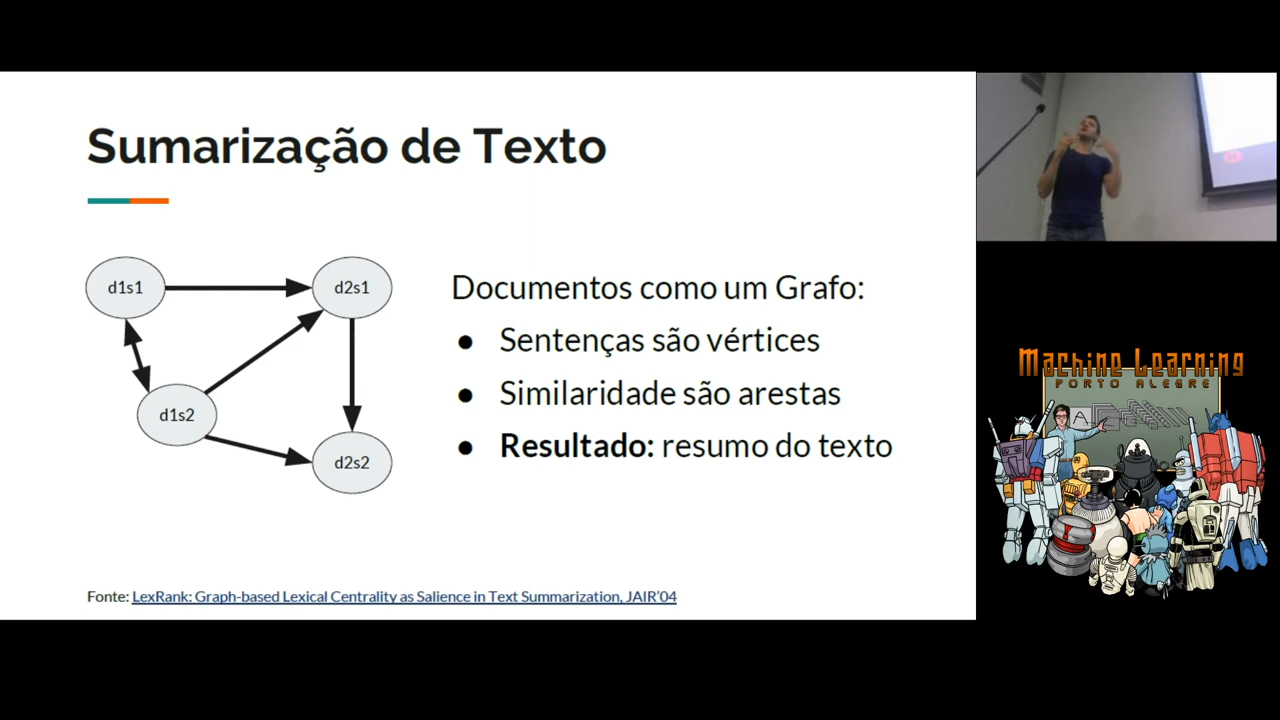 Sumarização de Texto
d1s1
d2s1
d1s2
d2s2
Documentos como um Grafo:
● Sentenças são vértices
● Similaridade são arestas
● Resultado: resumo do texto
Fonte: LexRank: Graph-based Lexical Centrality as Salience in Text Summarization, JAIR'04
Machine Learning
PORTO ALEGRE
A